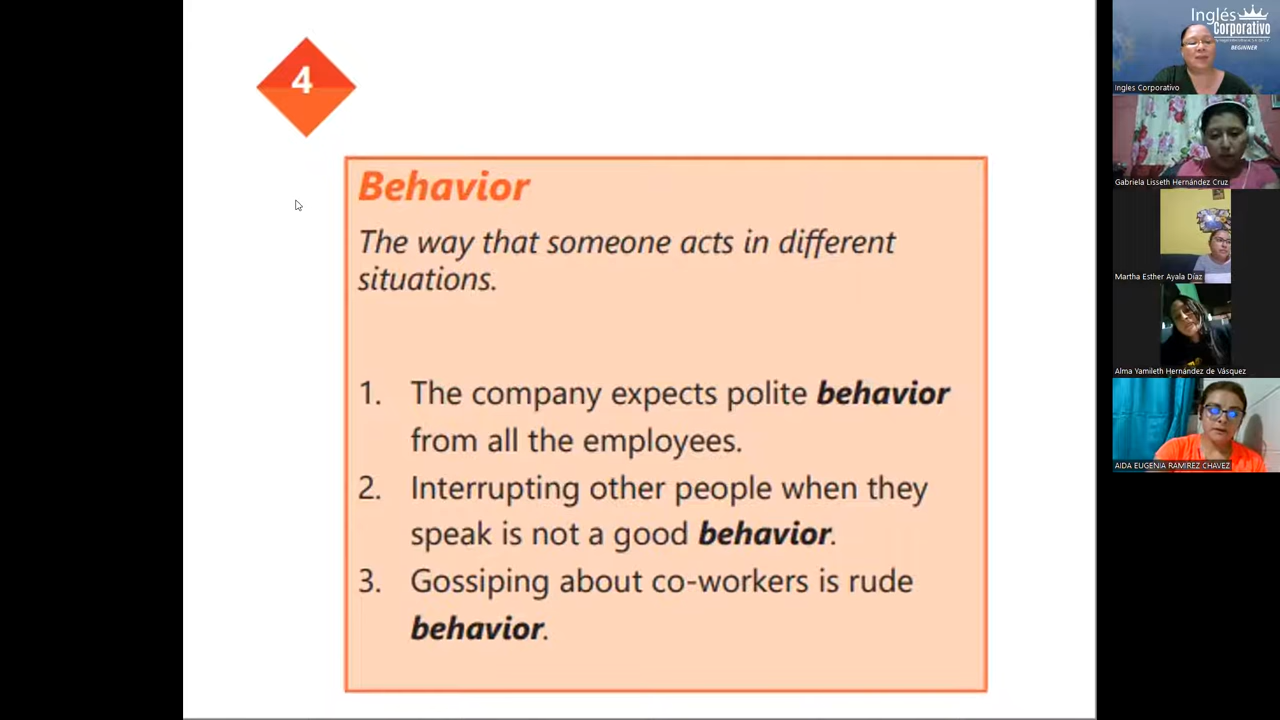 4
Behavior
The way that someone acts in different
situations.
1. The company expects polite behavior
from all the employees.
2. Interrupting other people when they
speak is not a good behavior.
3. Gossiping about co-workers is rude
behavior.
Inglés
Corporativo
BEGINNER
Ingles Corporativo
Gabriela Lisseth Hernández Cruz
Martha Esther Ayala Díaz
Alma Yamileth Hernández de Vásquez
AIDA EUGENIA RAMIREZ CHAVEZ